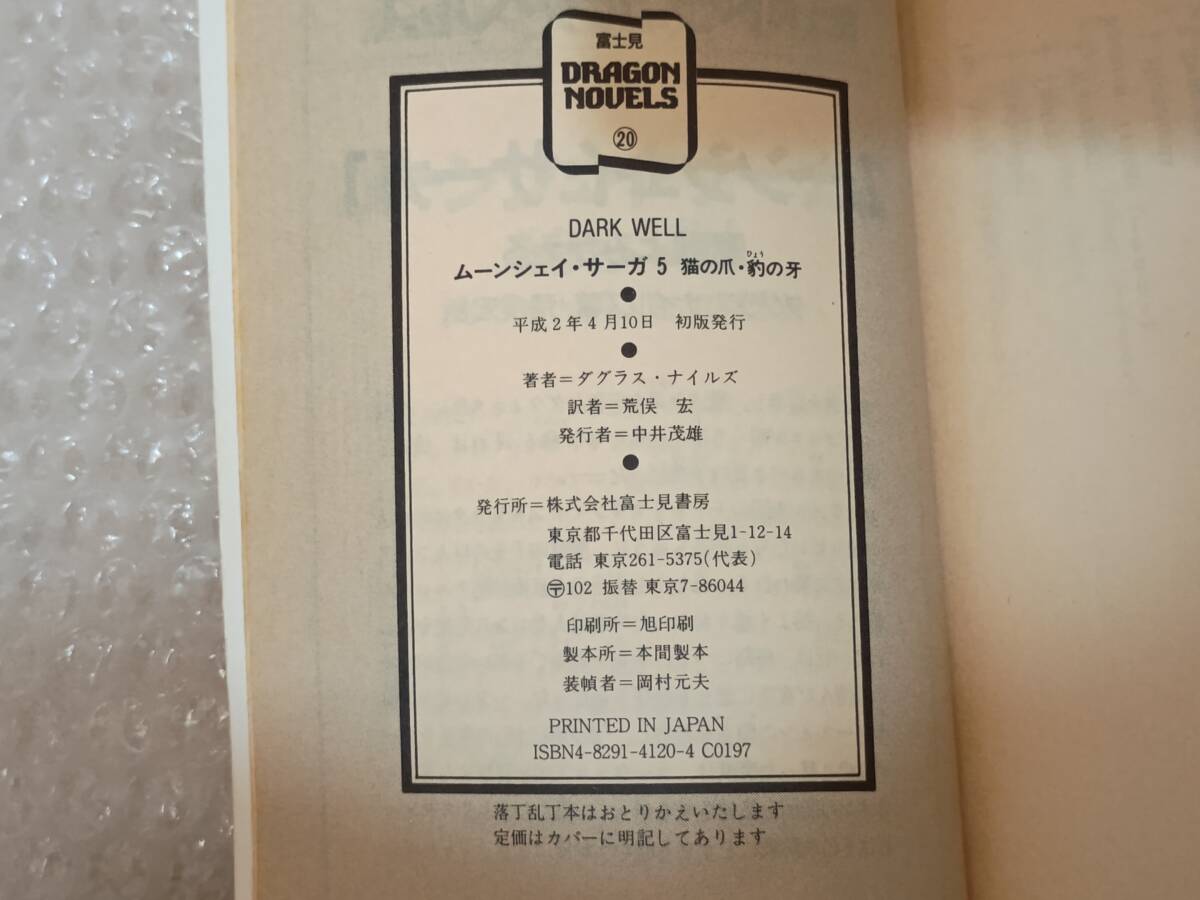 富士見
DRAGON
NOVELS
⑳
DARK WELL
ムーンシェイ・サーガ 5 猫の爪・豹の牙
ひょう
●
平成2年4月10日 初版発行
●
著者=ダグラス・ナイルズ
訳者=荒俣 宏
発行者=中井茂雄
●
発行所=株式会社富士見書房
東京都千代田区富士見1-12-14
電話 東京261-5375(代表)
〶102 振替 東京7-86044
印刷所=旭印刷
製本所=本間製本
装幀者=岡村元夫
PRINTED IN JAPAN
ISBN4-8291-4120-4 C0197
落丁乱丁本はおとりかえいたします
定価はカバーに明記してあります